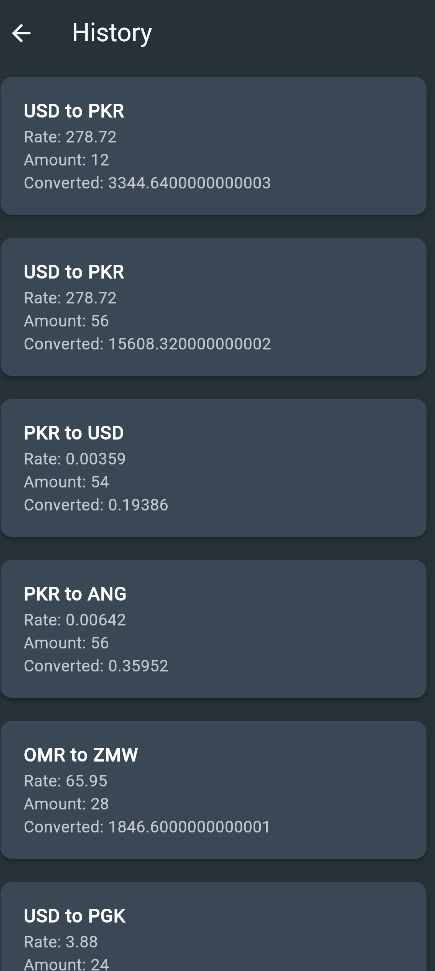 History
USD to PKR
Rate: 278.72
Amount: 12
Converted: 3344.6400000000003
USD to PKR
Rate: 278.72
Amount: 56
Converted: 15608.320000000002
PKR to USD
Rate: 0.00359
Amount: 54
Converted: 0.19386
PKR to ANG
Rate: 0.00642
Amount: 56
Converted: 0.35952
OMR to ZMW
Rate: 65.95
Amount: 28
Converted: 1846.6000000000001
USD to PGK
Rate: 3.88
Amount: 24